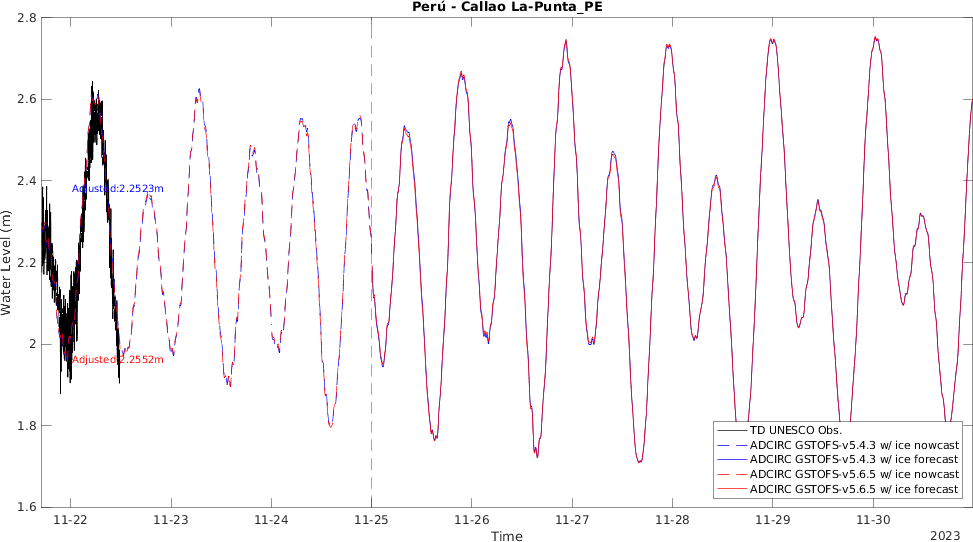 Perú - Callao La-Punta_PE
2.8
2.6
2.4
2.2
2
1.8
1.6
Water Level (m)
Adjusted:2.2523m
Adjusted:2.2552m
TD UNESCO Obs.
ADCIRC GSTOFS-v5.4.3 w/ ice nowcast
ADCIRC GSTOFS-v5.4.3 w/ ice forecast
ADCIRC GSTOFS-v5.6.5 w/ ice nowcast
ADCIRC GSTOFS-v5.6.5 w/ ice forecast
11-22 11-23 11-24 11-25 11-26 11-27 11-28 11-29 11-30
Time
2023